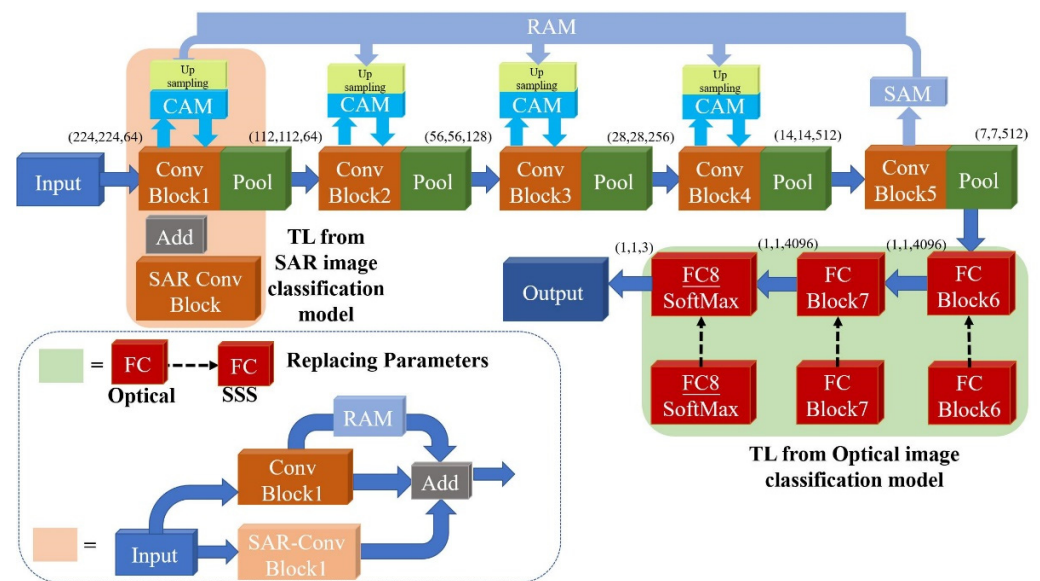 RAM
Up
sampling
CAM
Up
sampling
CAM
Up
sampling
CAM
Up
sampling
CAM
SAM
(224,224,64)
(112,112,64)
(56,56,128)
(28,28,256)
(14,14,512)
(7,7,512)
Input
Conv
Block1
Pool
Conv
Block2
Pool
Conv
Block3
Pool
Conv
Block4
Pool
Conv
Block5
Pool
Add
SAR Conv
Block
TL from
SAR image
classification
model
(1,1,3)
(1,1,4096)
(1,1,4096)
Output
FC8
SoftMax
FC
Block7
FC
Block6
FC8
SoftMax
FC
Block7
FC
Block6
TL from Optical image
classification model
=
FC
Optical
FC
SSS
Replacing Parameters
RAM
Conv
Block1
Add
=
Input
SAR-Conv
Block1